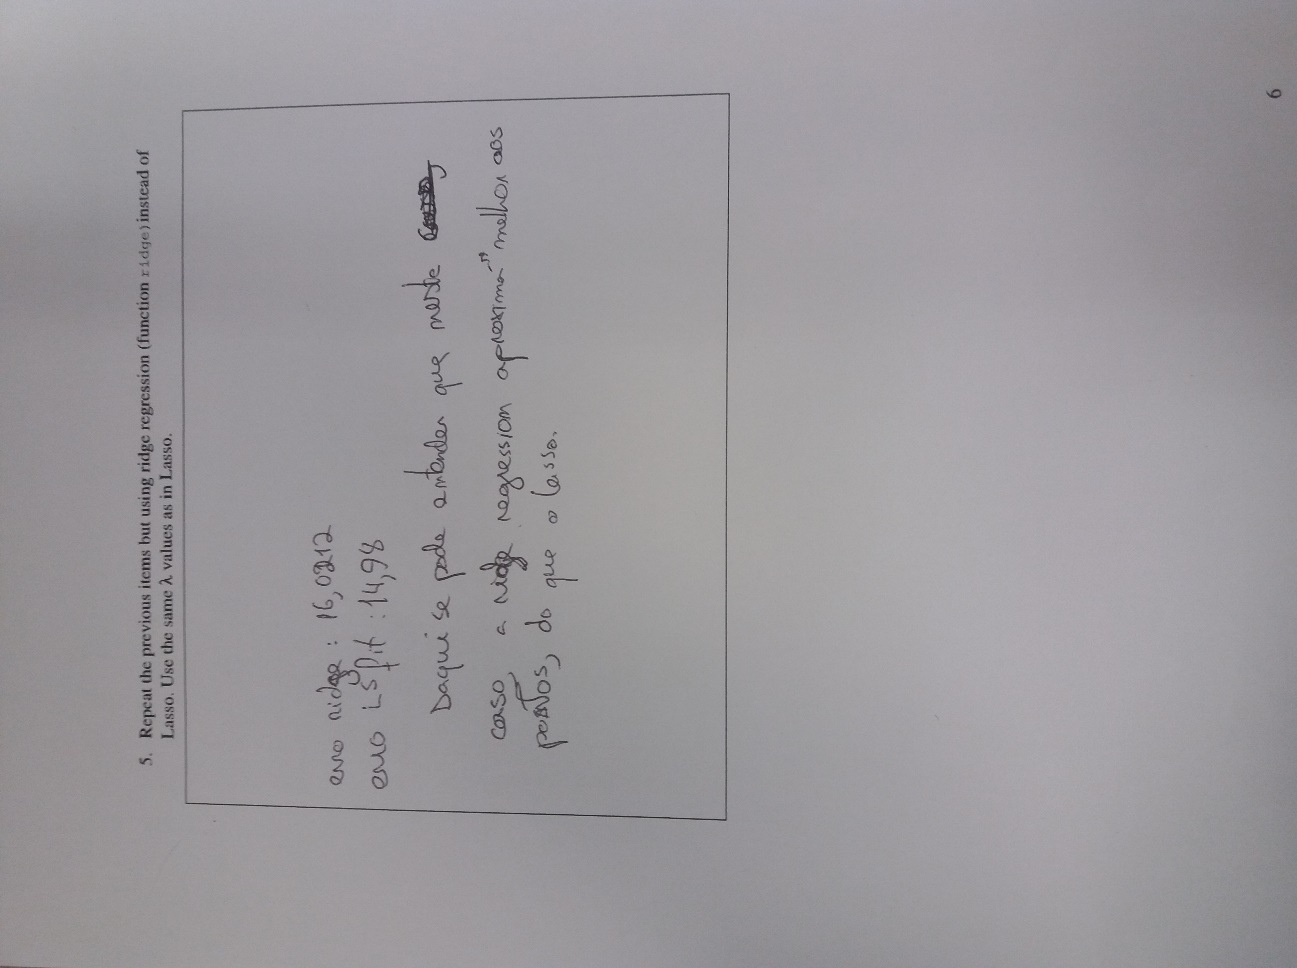 5. Repeat the previous items but using ridge regression (function ridge) instead of
Lasso. Use the same λ values as in Lasso.
erro ridge: 16,0212
erro LS fit: 14,98
Daqui se pode entender que neste
caso, a ridge regression "aproxima" melhor aos
pontos, do que o lasso.
6